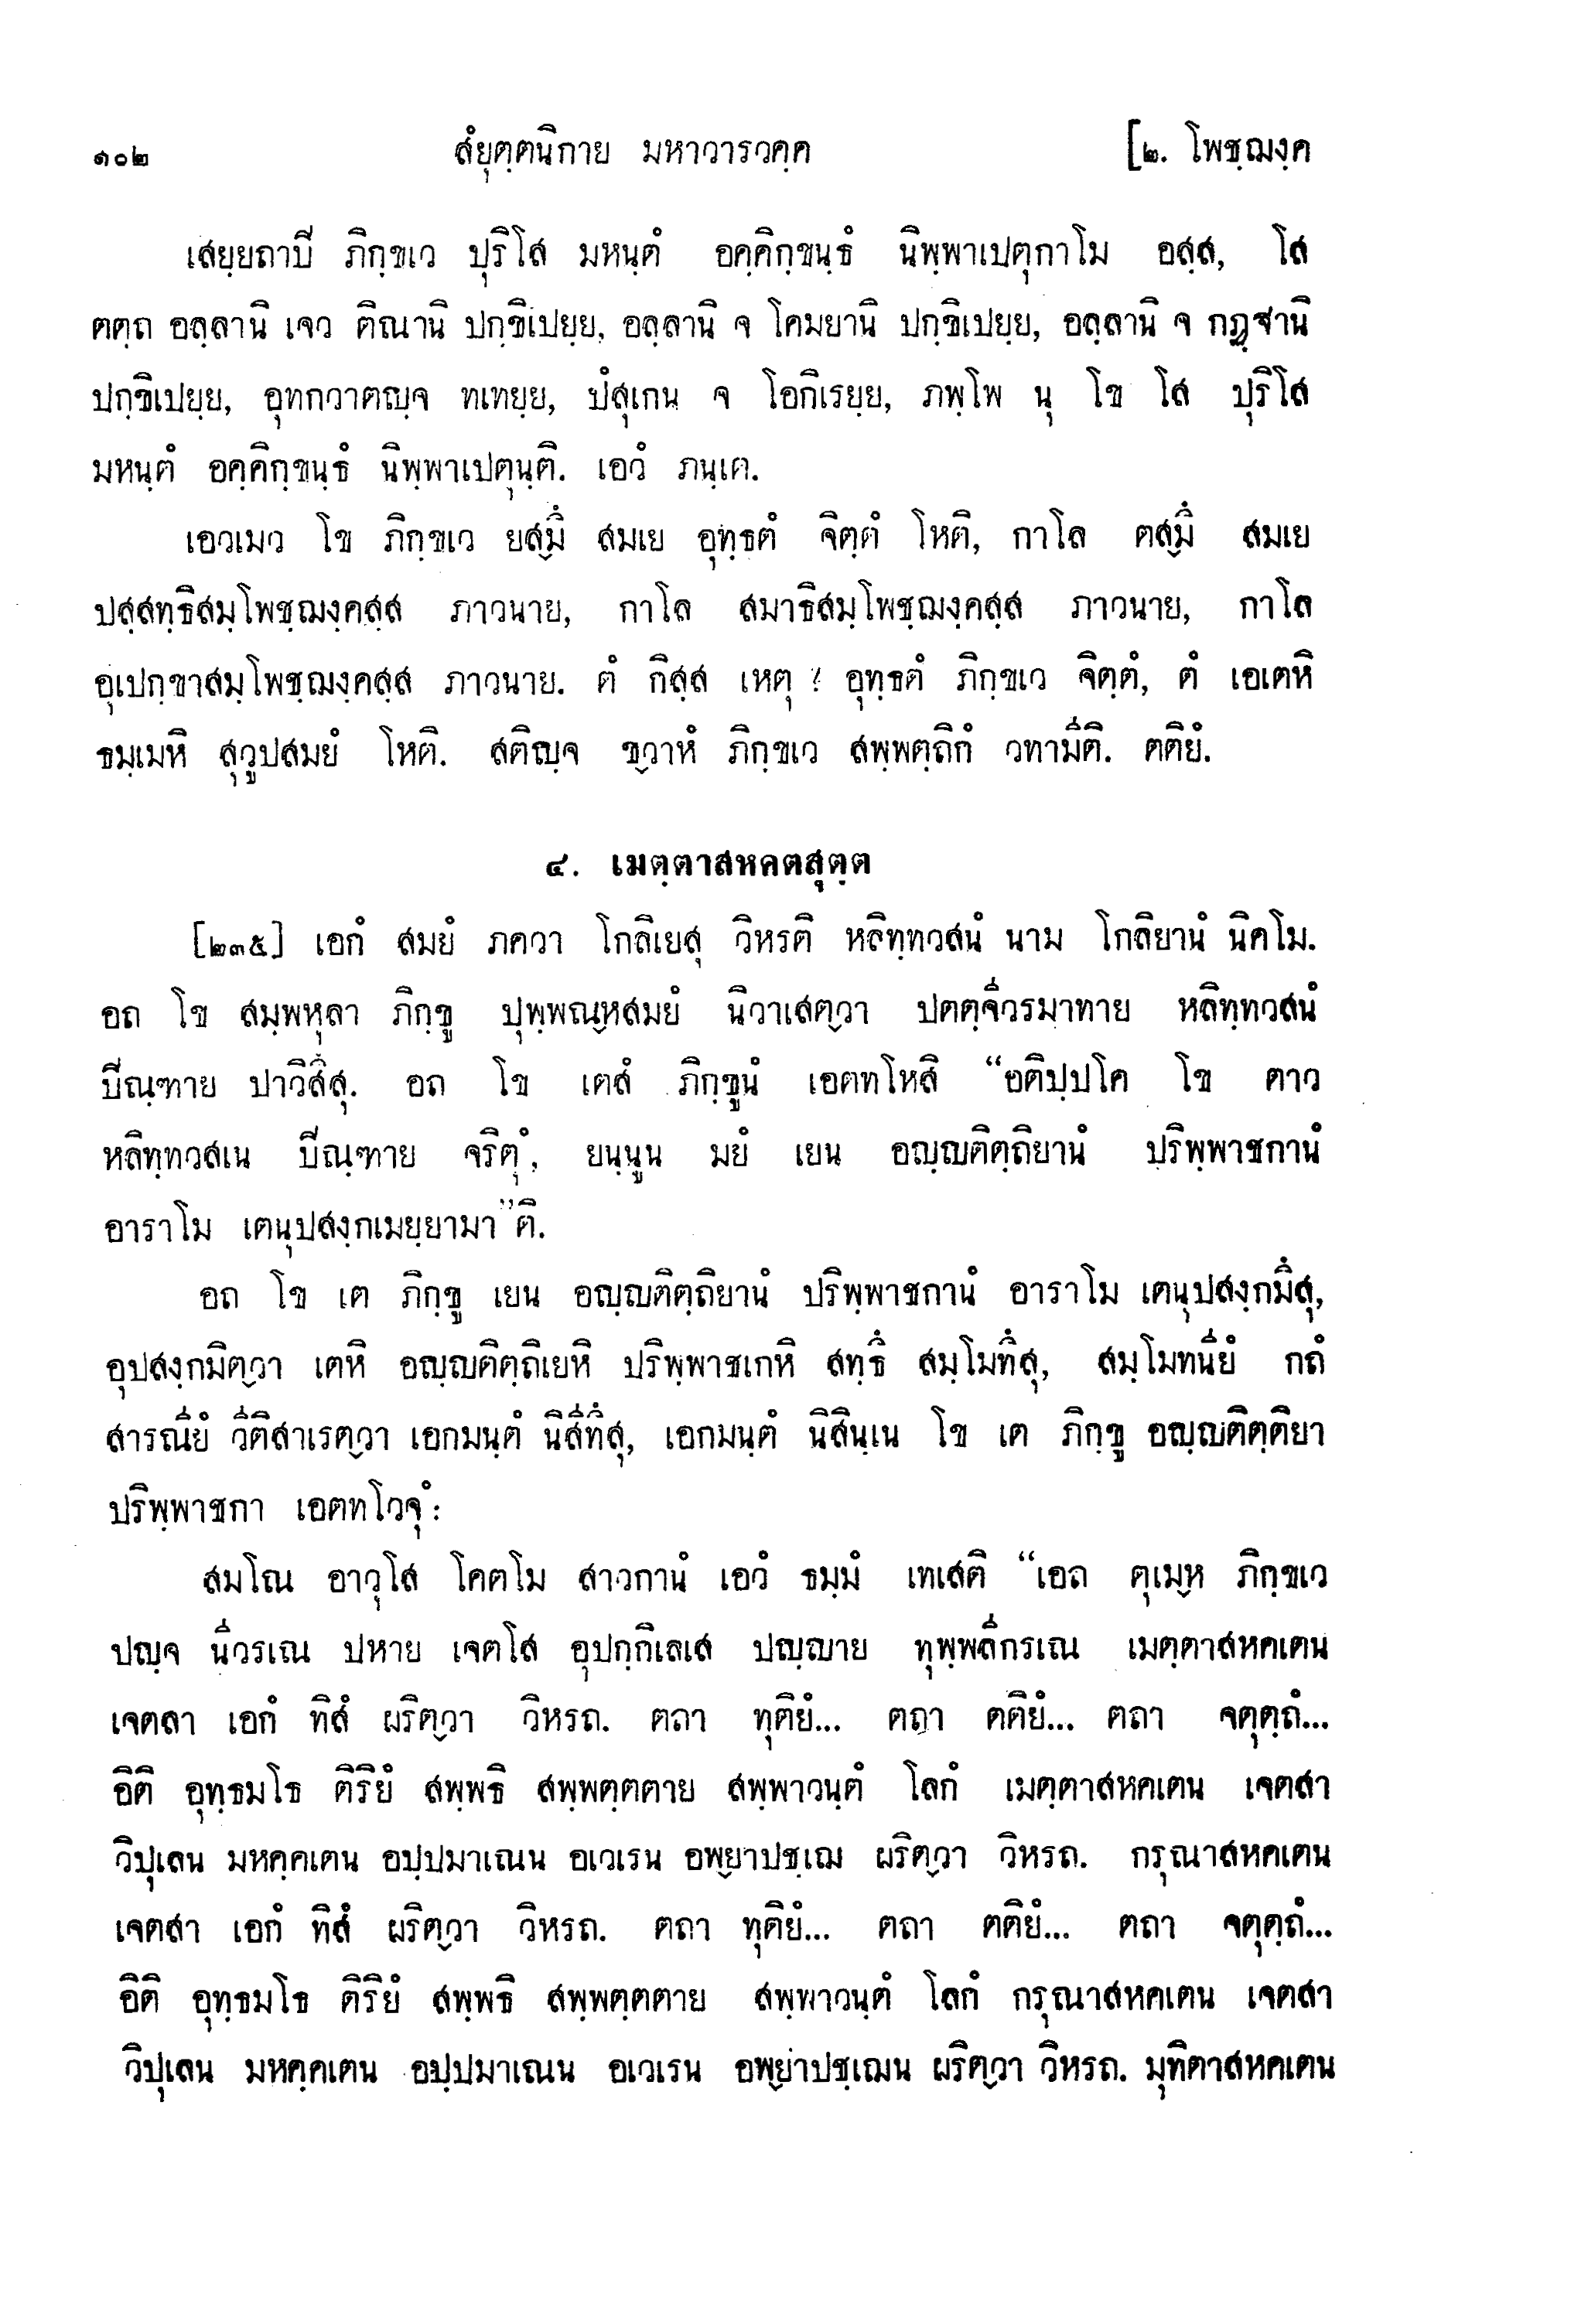 ๑๐๒ สํยุตฺตนิกาย มหาวารวคฺค [๒. โพชฺฌงฺค
เสยฺยถาปิ ภิกฺขเว ปุริโส มหนฺตํ อคฺคิกฺขนฺธํ นิพฺพาเปตุกาโม อสฺส, โส
ตตฺถ อลฺลานิ เจว ติณานิ ปกฺขิเปยฺย, อลฺลานิ จ โคมยานิ ปกฺขิเปยฺย, อลฺลานิ จ กฏฺฐานิ
ปกฺขิเปยฺย, อุทกวาตญฺจ ทเทยฺย, ปํสุเกน จ โอกิเรยฺย, ภพฺโพ นุ โข โส ปุริโส
มหนฺตํ อคฺคิกฺขนฺธํ นิพฺพาเปตุนฺติ. เอวํ ภนฺเต.
เอวเมว โข ภิกฺขเว ยสฺมึ สมเย อุทฺธตํ จิตฺตํ โหติ, กาโล ตสฺมึ สมเย
ปสฺสทฺธิสมฺโพชฺฌงฺคสฺส ภาวนาย, กาโล สมาธิสมฺโพชฺฌงฺคสฺส ภาวนาย, กาโล
อุเปกฺขาสมฺโพชฺฌงฺคสฺส ภาวนาย. ตํ กิสฺส เหตุ ? อุทฺธตํ ภิกฺขเว จิตฺตํ, ตํ เอเตหิ
ธมฺเมหิ สุวูปสมยํ โหติ. สติญฺจ ขฺวาหํ ภิกฺขเว สพฺพตฺถิกํ วทามีติ. ตติยํ.
๔. เมตฺตาสหคตสุตฺต
[๒๓๕] เอกํ สมยํ ภควา โกลิเยสุ วิหรติ หลิทฺทวสนํ นาม โกลิยานํ นิคโม.
อถ โข สมฺพหุลา ภิกฺขู ปุพฺพณฺหสมยํ นิวาเสตฺวา ปตตฺจีวรมาทาย หลิทฺทวสนํ
ปิณฺฑาย ปาวิสึสุ. อถ โข เตสํ ภิกฺขูนํ เอตทโหสิ “อติปฺปโค โข ตาว
หลิทฺทวสเน ปิณฺฑาย จริตุํ, ยนฺนูน มยํ เยน อญฺญติตฺถิยานํ ปริพฺพาชกานํ
อาราโม เตนุปสงฺกเมยฺยามา”ติ.
อถ โข เต ภิกฺขู เยน อญฺญติตฺถิยานํ ปริพฺพาชกานํ อาราโม เตนุปสงฺกมึสุ,
อุปสงฺกมิตฺวา เตหิ อญฺญติตฺถิเยหิ ปริพฺพาชเกหิ สทฺธึ สมฺโมทึสุ, สมฺโมทนียํ กถํ
สารณียํ วีติสาเรตฺวา เอกมนฺตํ นิสีทึสุ, เอกมนฺตํ นิสินฺเน โข เต ภิกฺขู อญฺญติตฺติยา
ปริพฺพาชกา เอตทโวจุํ:
สมโณ อาวุโส โคตโม สาวกานํ เอวํ ธมฺมํ เทเสติ “เอถ ตุเมฺห ภิกฺขเว
ปญฺจ นีวรเณ ปหาย เจตโส อุปกฺกิเลเส ปญฺญาย ทุพฺพลีกรเณ เมตฺตาสหคเตน
เจตสา เอกํ ทิสํ ผริตฺวา วิหรถ. ตถา ทุติยํ... ตถา ตติยํ... ตถา จตุตฺถํ...
อิติ อุทฺธมโธ ติริยํ สพฺพธิ สพฺพตฺตตาย สพฺพาวนฺตํ โลกํ เมตฺตาสหคเตน เจตสา
วิปุเลน มหคฺคเตน อปฺปมาเณน อเวเรน อพฺยาปชฺเฌ ผริตฺวา วิหรถ. กรุณาสหคเตน
เจตสา เอกํ ทิสํ ผริตฺวา วิหรถ. ตถา ทุติยํ... ตถา ตติยํ... ตถา จตุตฺถํ...
อิติ อุทฺธมโธ ติริยํ สพฺพธิ สพฺพตฺตตาย สพฺพาวนฺตํ โลกํ กรุณาสหคเตน เจตสา
วิปุเลน มหคฺคเตน อปฺปมาเณน อเวเรน อพฺยาปชฺเฌน ผริตฺวา วิหรถ. มุทิตาสหคเตน